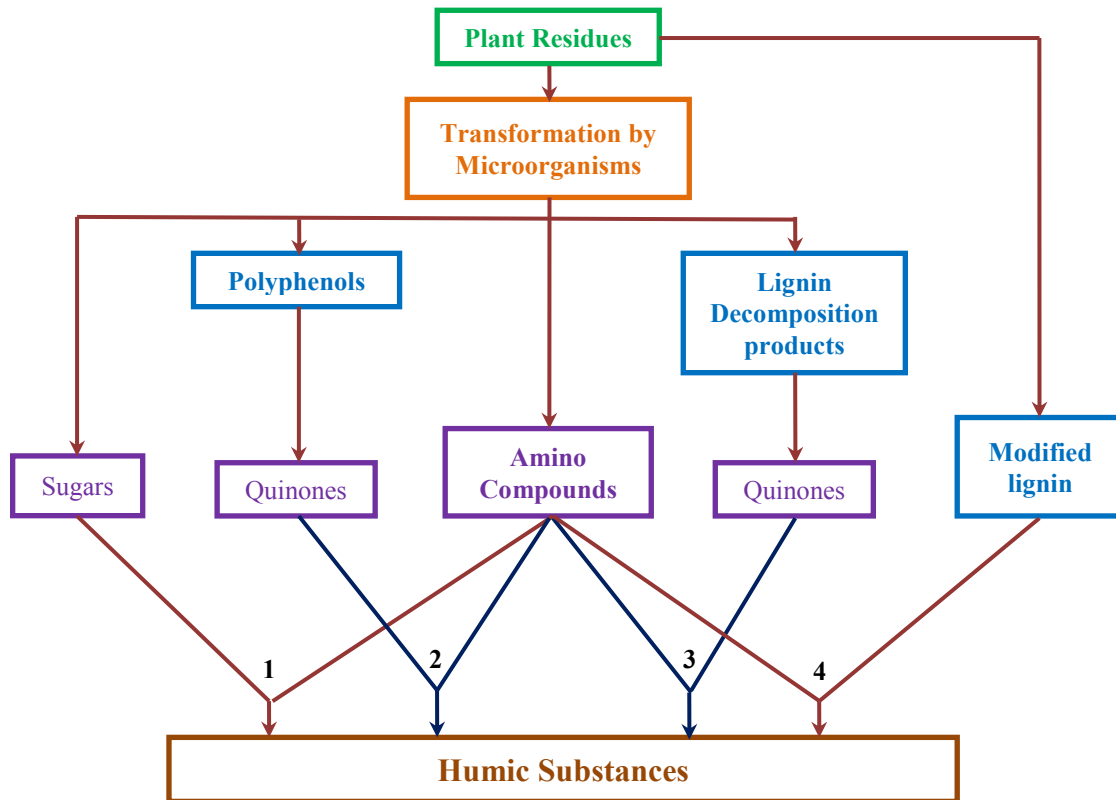 Plant Residues
Transformation by
Microorganisms
Polyphenols
Lignin
Decomposition
products
Sugars
Quinones
Amino
Compounds
Quinones
Modified
lignin
1
2
3
4
Humic Substances